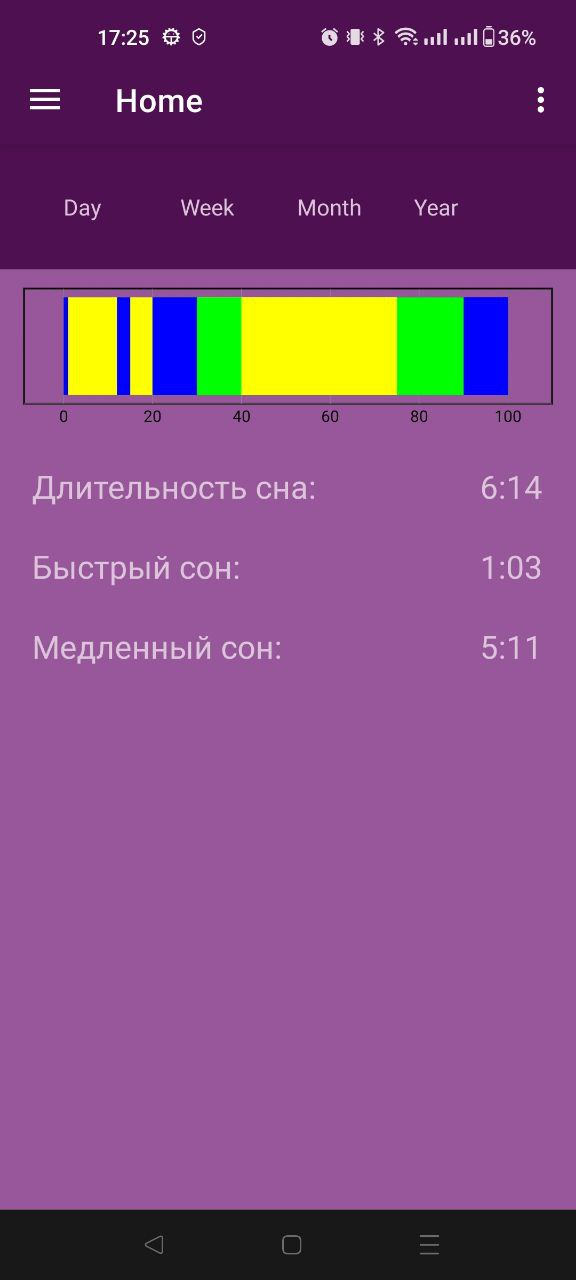 17:25 36%
Home
Day Week Month Year
0 20 40 60 80 100
Длительность сна: 6:14
Быстрый сон: 1:03
Медленный сон: 5:11